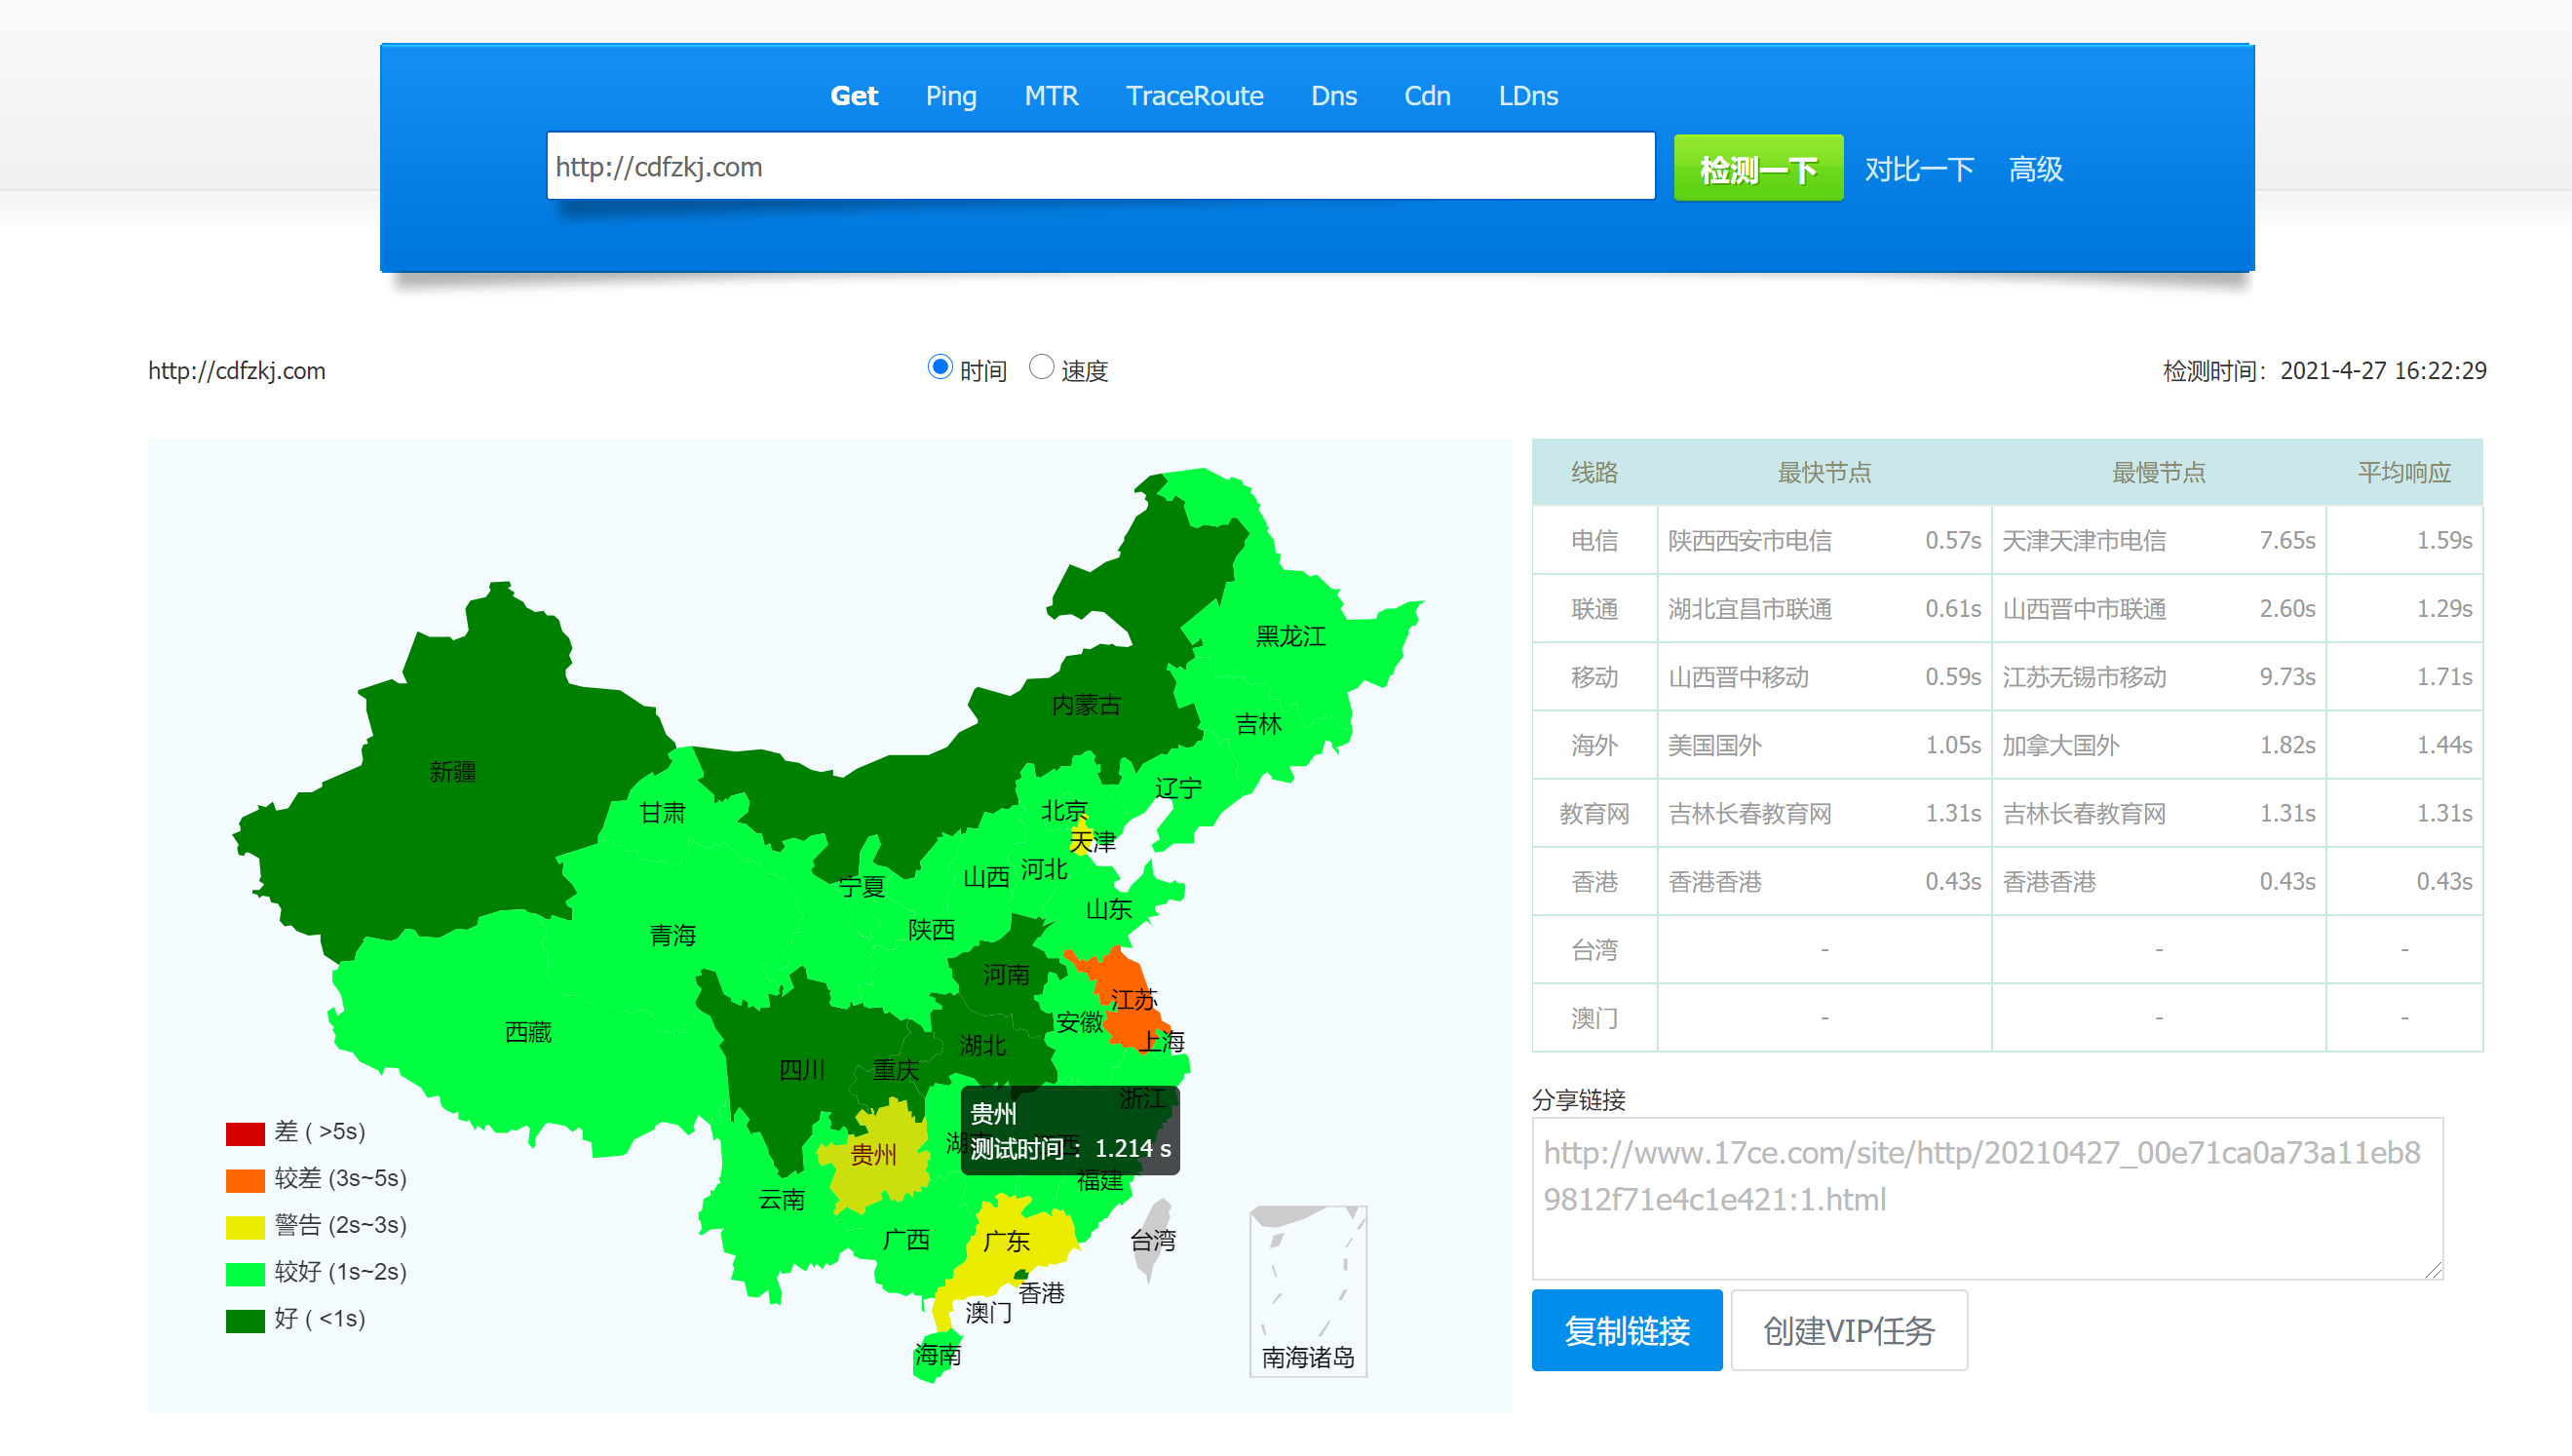 Get Ping MTR TraceRoute Dns Cdn LDns
http://cdfzkj.com 检测一下 对比一下 高级
http://cdfzkj.com 时间 速度 检测时间：2021-4-27 16:22:29
黑龙江
内蒙古
吉林
新疆
辽宁
甘肃
北京
天津
河北
山西
宁夏
山东
陕西
青海
河南
江苏
安徽
西藏
上海
湖北
四川
重庆
浙江
贵州
测试时间：1.214 s
贵州
福建
云南
广西
广东
台湾
香港
澳门
海南
南海诸岛
差 ( >5s)
较差 (3s~5s)
警告 (2s~3s)
较好 (1s~2s)
好 ( <1s)
线路 最快节点 最慢节点 平均响应
电信 陕西西安市电信 0.57s 天津天津市电信 7.65s 1.59s
联通 湖北宜昌市联通 0.61s 山西晋中市联通 2.60s 1.29s
移动 山西晋中移动 0.59s 江苏无锡市移动 9.73s 1.71s
海外 美国国外 1.05s 加拿大国外 1.82s 1.44s
教育网 吉林长春教育网 1.31s 吉林长春教育网 1.31s 1.31s
香港 香港香港 0.43s 香港香港 0.43s 0.43s
台湾 - - -
澳门 - - -
分享链接
http://www.17ce.com/site/http/20210427_00e71ca0a73a11eb8
9812f71e4c1e421:1.html
复制链接 创建VIP任务